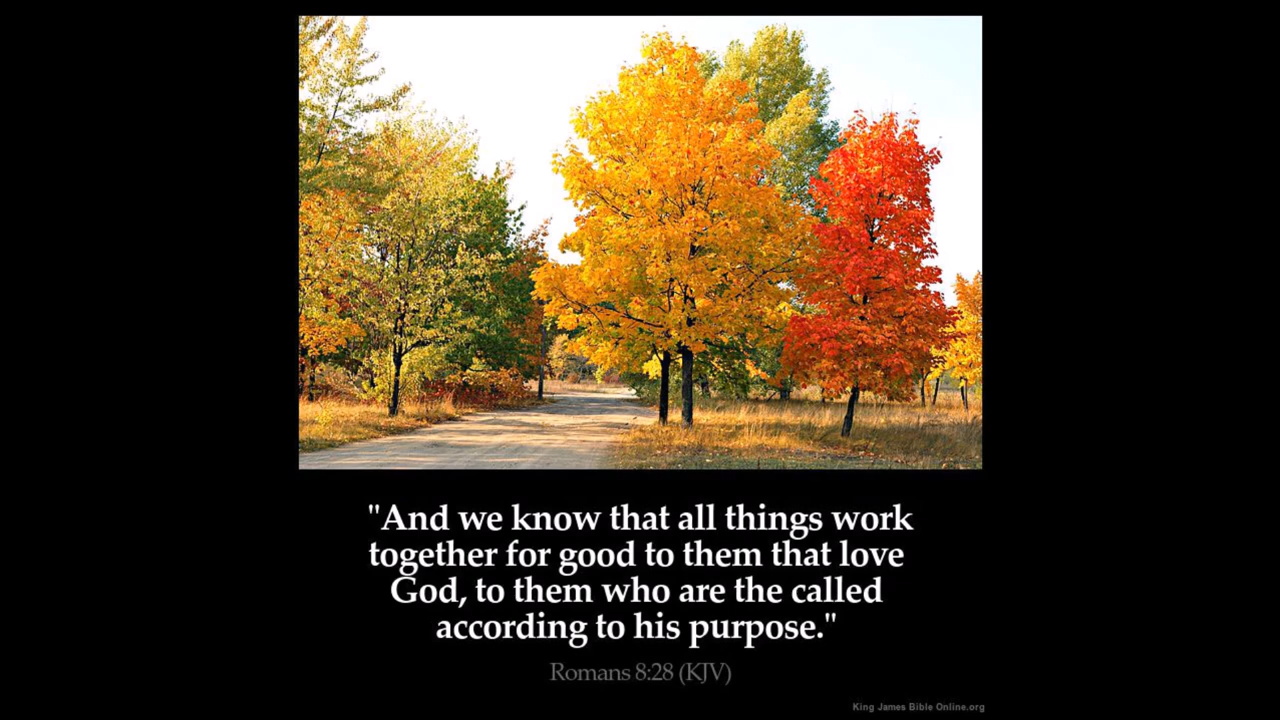 "And we know that all things work
together for good to them that love
God, to them who are the called
according to his purpose."
Romans 8:28 (KJV)
King James Bible Online.org